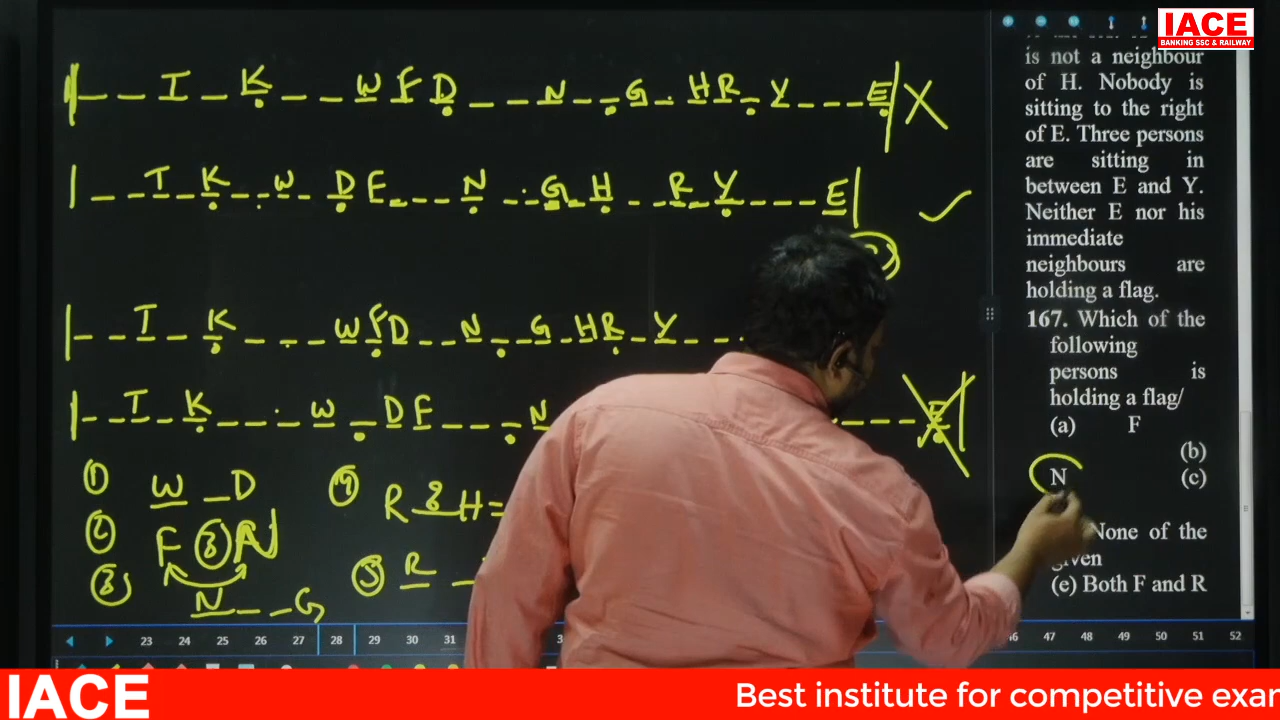 IACE
BANKING SSC & RAILWAY
is not a neighbour
of H. Nobody is
sitting to the right
of E. Three persons
are sitting in
between E and Y.
Neither E nor his
immediate
neighbours are
holding a flag.
167. Which of the
following
persons is
holding a flag/
(a) F
(b)
N (c)
None of the
given
(e) Both F and R
|_ _ I _ K _ _ W F D _ _ _ N _ _ G _ H R _ Y _ _ _ E| X
|_ _ I _ K _ _ W _ D F _ _ _ N _ _ G _ H _ _ R _ Y _ _ _ E| ✓
|_ _ I _ K _ _ _ W F D _ _ N _ G _ H R _ Y _ _
|_ _ I _ K _ _ _ W _ D F _ _ _ N _ _ _ E|
① W _ D
② F ③ N
③ N _ _ G
④ R 8 H =
⑤ R _
23 24 25 26 27 28 29 30 31 46 47 48 49 50 51 52
IACE
Best institute for competitive exar